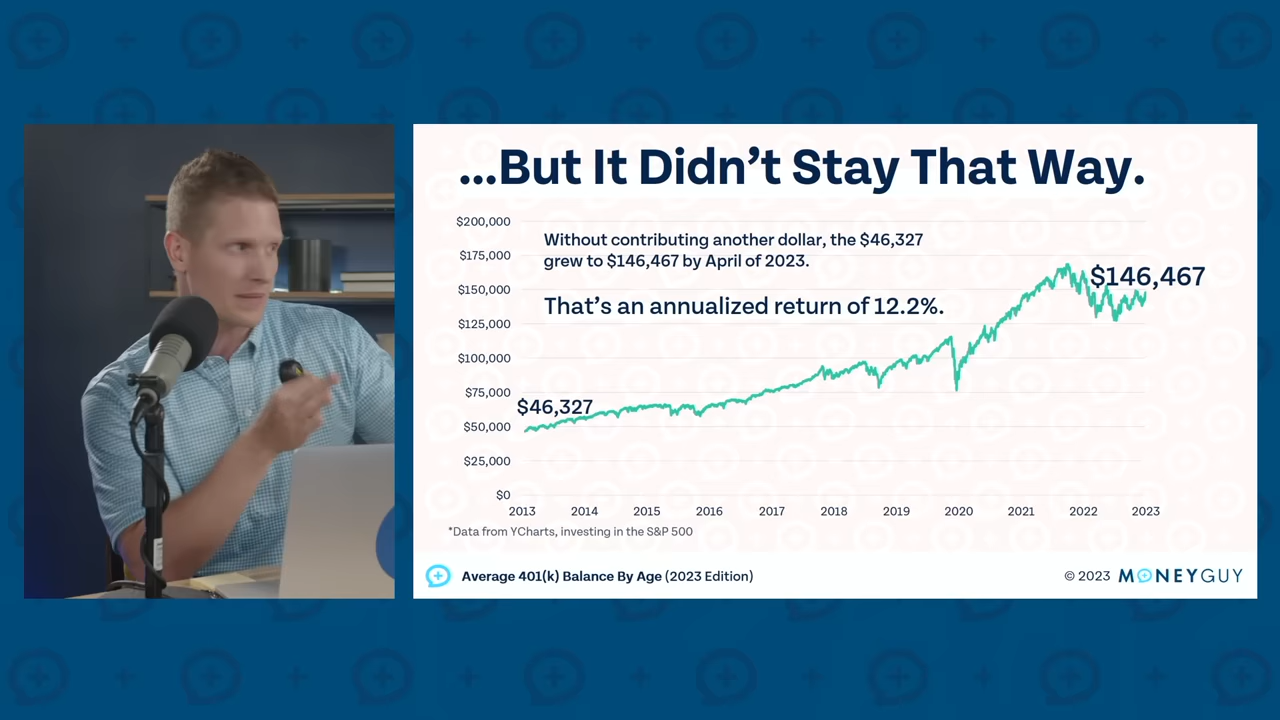 ...But It Didn’t Stay That Way.
$200,000
$175,000
$150,000
$125,000
$100,000
$75,000
$50,000
$25,000
$0
Without contributing another dollar, the $46,327
grew to $146,467 by April of 2023.
That’s an annualized return of 12.2%.
$146,467
$46,327
2013 2014 2015 2016 2017 2018 2019 2020 2021 2022 2023
*Data from YCharts, investing in the S&P 500
Average 401(k) Balance By Age (2023 Edition)
© 2023 MONEYGUY